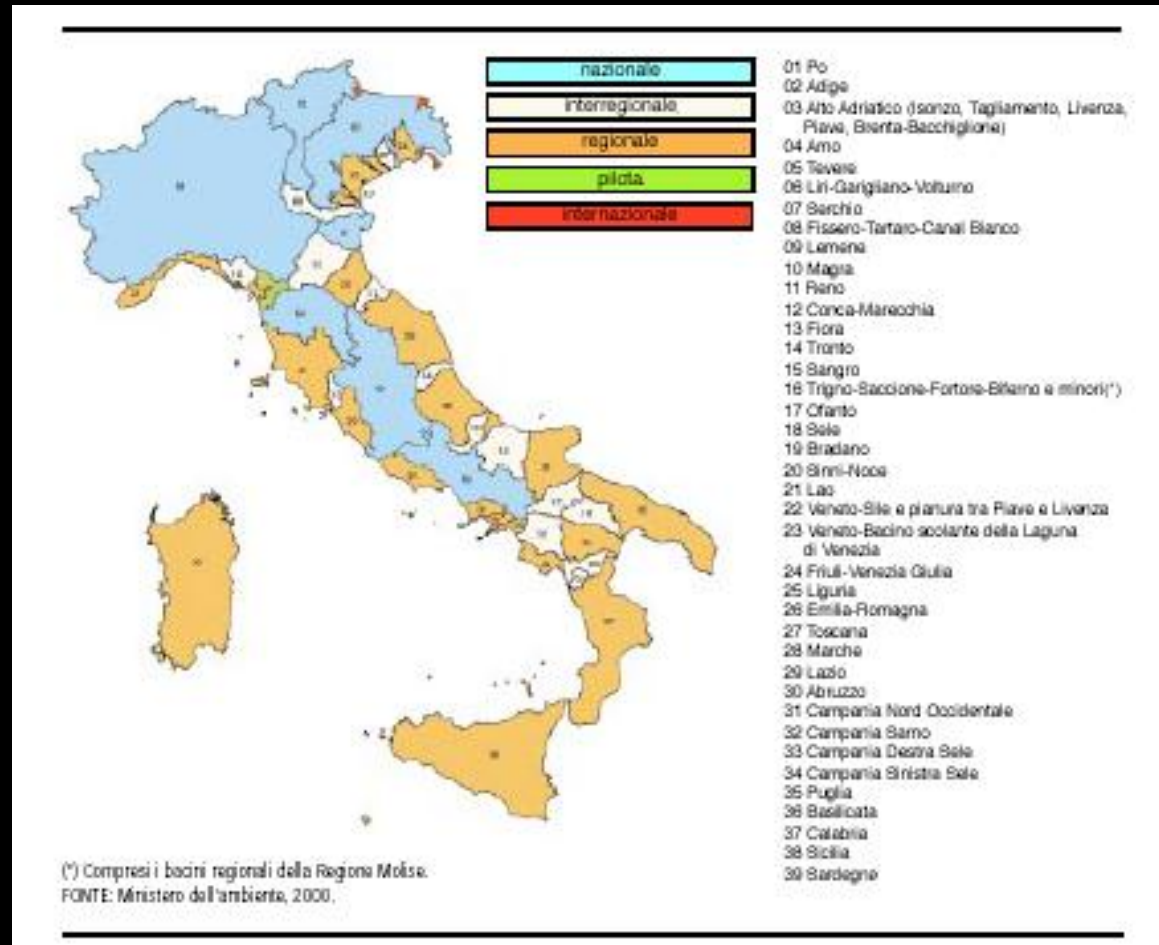 nazionale
interregionale
regionale
pilota
internazionale
01 Po
02 Adige
03 Alto Adriatico (Isonzo, Tagliamento, Livenza,
Piave, Brenta-Bacchiglione)
04 Arno
05 Tevere
06 Liri-Garigliano-Volturno
07 Serchio
08 Fissero-Tartaro-Canal Bianco
09 Lemene
10 Magra
11 Reno
12 Conca-Marecchia
13 Fiora
14 Tronto
15 Sangro
16 Trigno-Saccione-Fortore-Biferno e minori(*)
17 Ofanto
18 Sele
19 Bradano
20 Sinni-Noce
21 Lao
22 Veneto-Sile e pianura tra Piave e Livenza
23 Veneto-Bacino scolante della Laguna
di Venezia
24 Friuli-Venezia Giulia
25 Liguria
26 Emilia-Romagna
27 Toscana
28 Marche
29 Lazio
30 Abruzzo
31 Campania Nord Occidentale
32 Campania Sarno
33 Campania Destra Sele
34 Campania Sinistra Sele
35 Puglia
36 Basilicata
37 Calabria
38 Sicilia
39 Sardegna
(*) Compresi i bacini regionali della Regione Molise.
FONTE: Ministero dell'ambiente, 2000.